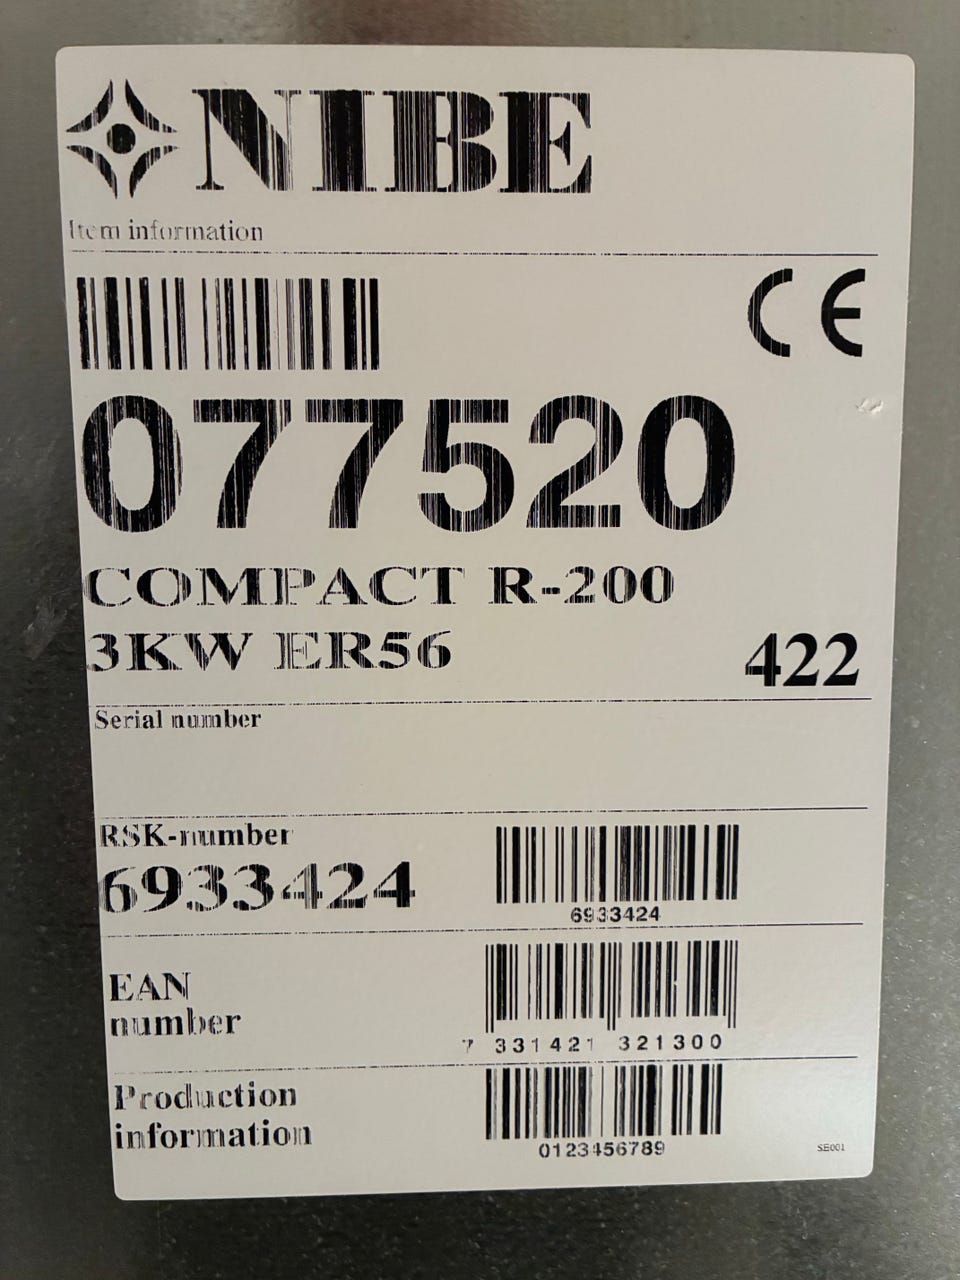 NIBE
Item information
CE
077520
COMPACT R-200
3KW ER56
422
Serial number
RSK-number
6933424
6933424
EAN
number
7 331421 321300
Production
information
0123456789
SE001